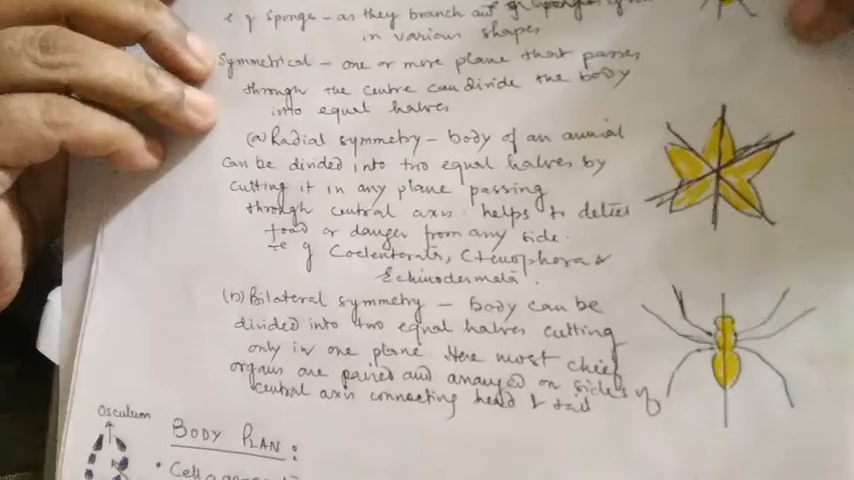 e g sponge - as they branch out
in various shapes
Symmetrical - one or more plane that passes
through the centre can divide the body
into equal halves
(a) Radial symmetry - body of an animal
can be divided into two equal halves by
cutting it in any plane passing
through central axis. helps to detect
food or danger from any side.
e g Coelenterata, Ctenophora &
Echinodermata.
(b) Bilateral symmetry - Body can be
divided into two equal halves cutting
only in one plane. Here most chief
organs are paired and arranged on sides of
central axis connecting head & tail
Osculum
BODY PLAN:
• Cell